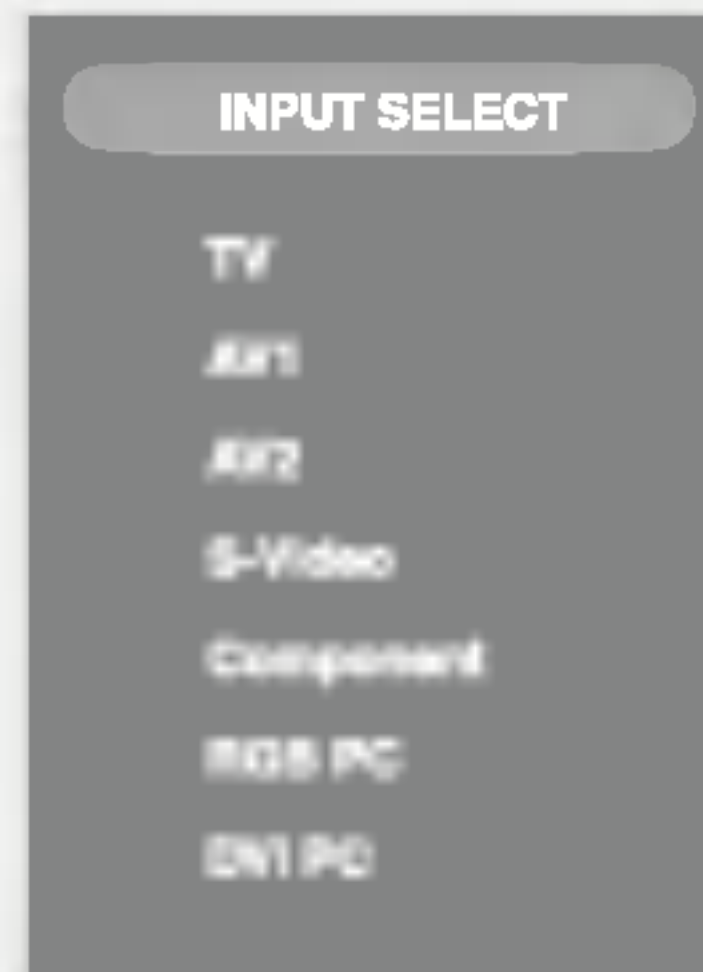 INPUT SELECT
TV
AV1
AV2
S-Video
Component
RGB PC
DVI PC